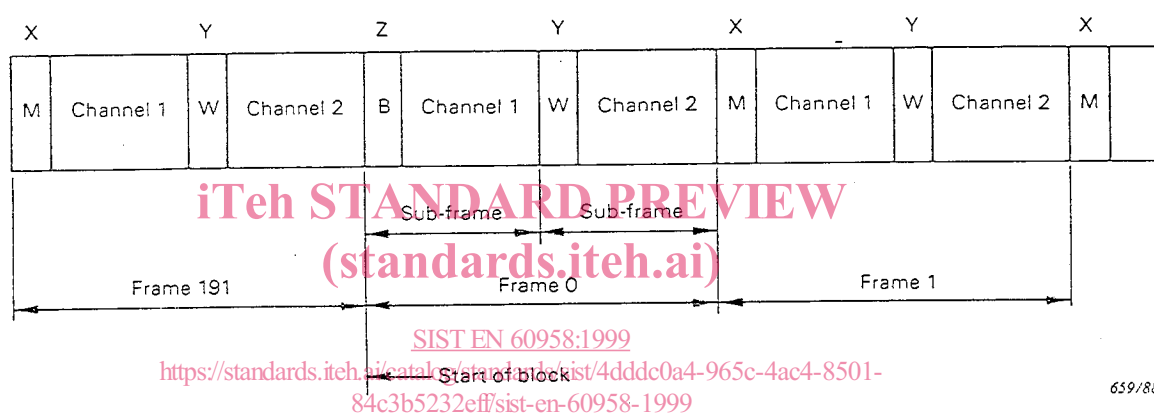 X Y Z Y X Y X
M Channel 1 W Channel 2 B Channel 1 W Channel 2 M Channel 1 W Channel 2 M
iTeh STANDARD PREVIEW
Sub-frame Sub-frame
(standards.iteh.ai)
Frame 191 Frame 0 Frame 1
SIST EN 60958:1999
https://standards.iteh.ai/catalog/standards/sist/4dddc0a4-965c-4ac4-8501-
Start of block
84c3b5232eff/sist-en-60958-1999
659/88